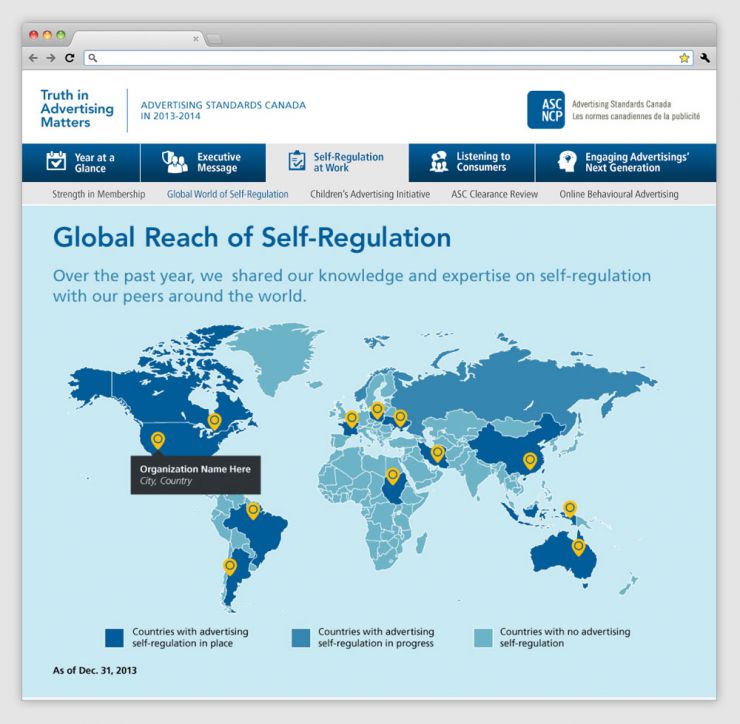 Truth in
Advertising
Matters
ADVERTISING STANDARDS CANADA
IN 2013-2014
ASC
NCP
Advertising Standards Canada
Les normes canadiennes de la publicité
Year at a
Glance
Executive
Message
Self-Regulation
at Work
Listening to
Consumers
Engaging Advertisings’
Next Generation
Strength in Membership
Global World of Self-Regulation
Children's Advertising Initiative
ASC Clearance Review
Online Behavioural Advertising
Global Reach of Self-Regulation
Over the past year, we shared our knowledge and expertise on self-regulation
with our peers around the world.
Organization Name Here
City, Country
Countries with advertising
self-regulation in place
Countries with advertising
self-regulation in progress
Countries with no advertising
self-regulation
As of Dec. 31, 2013